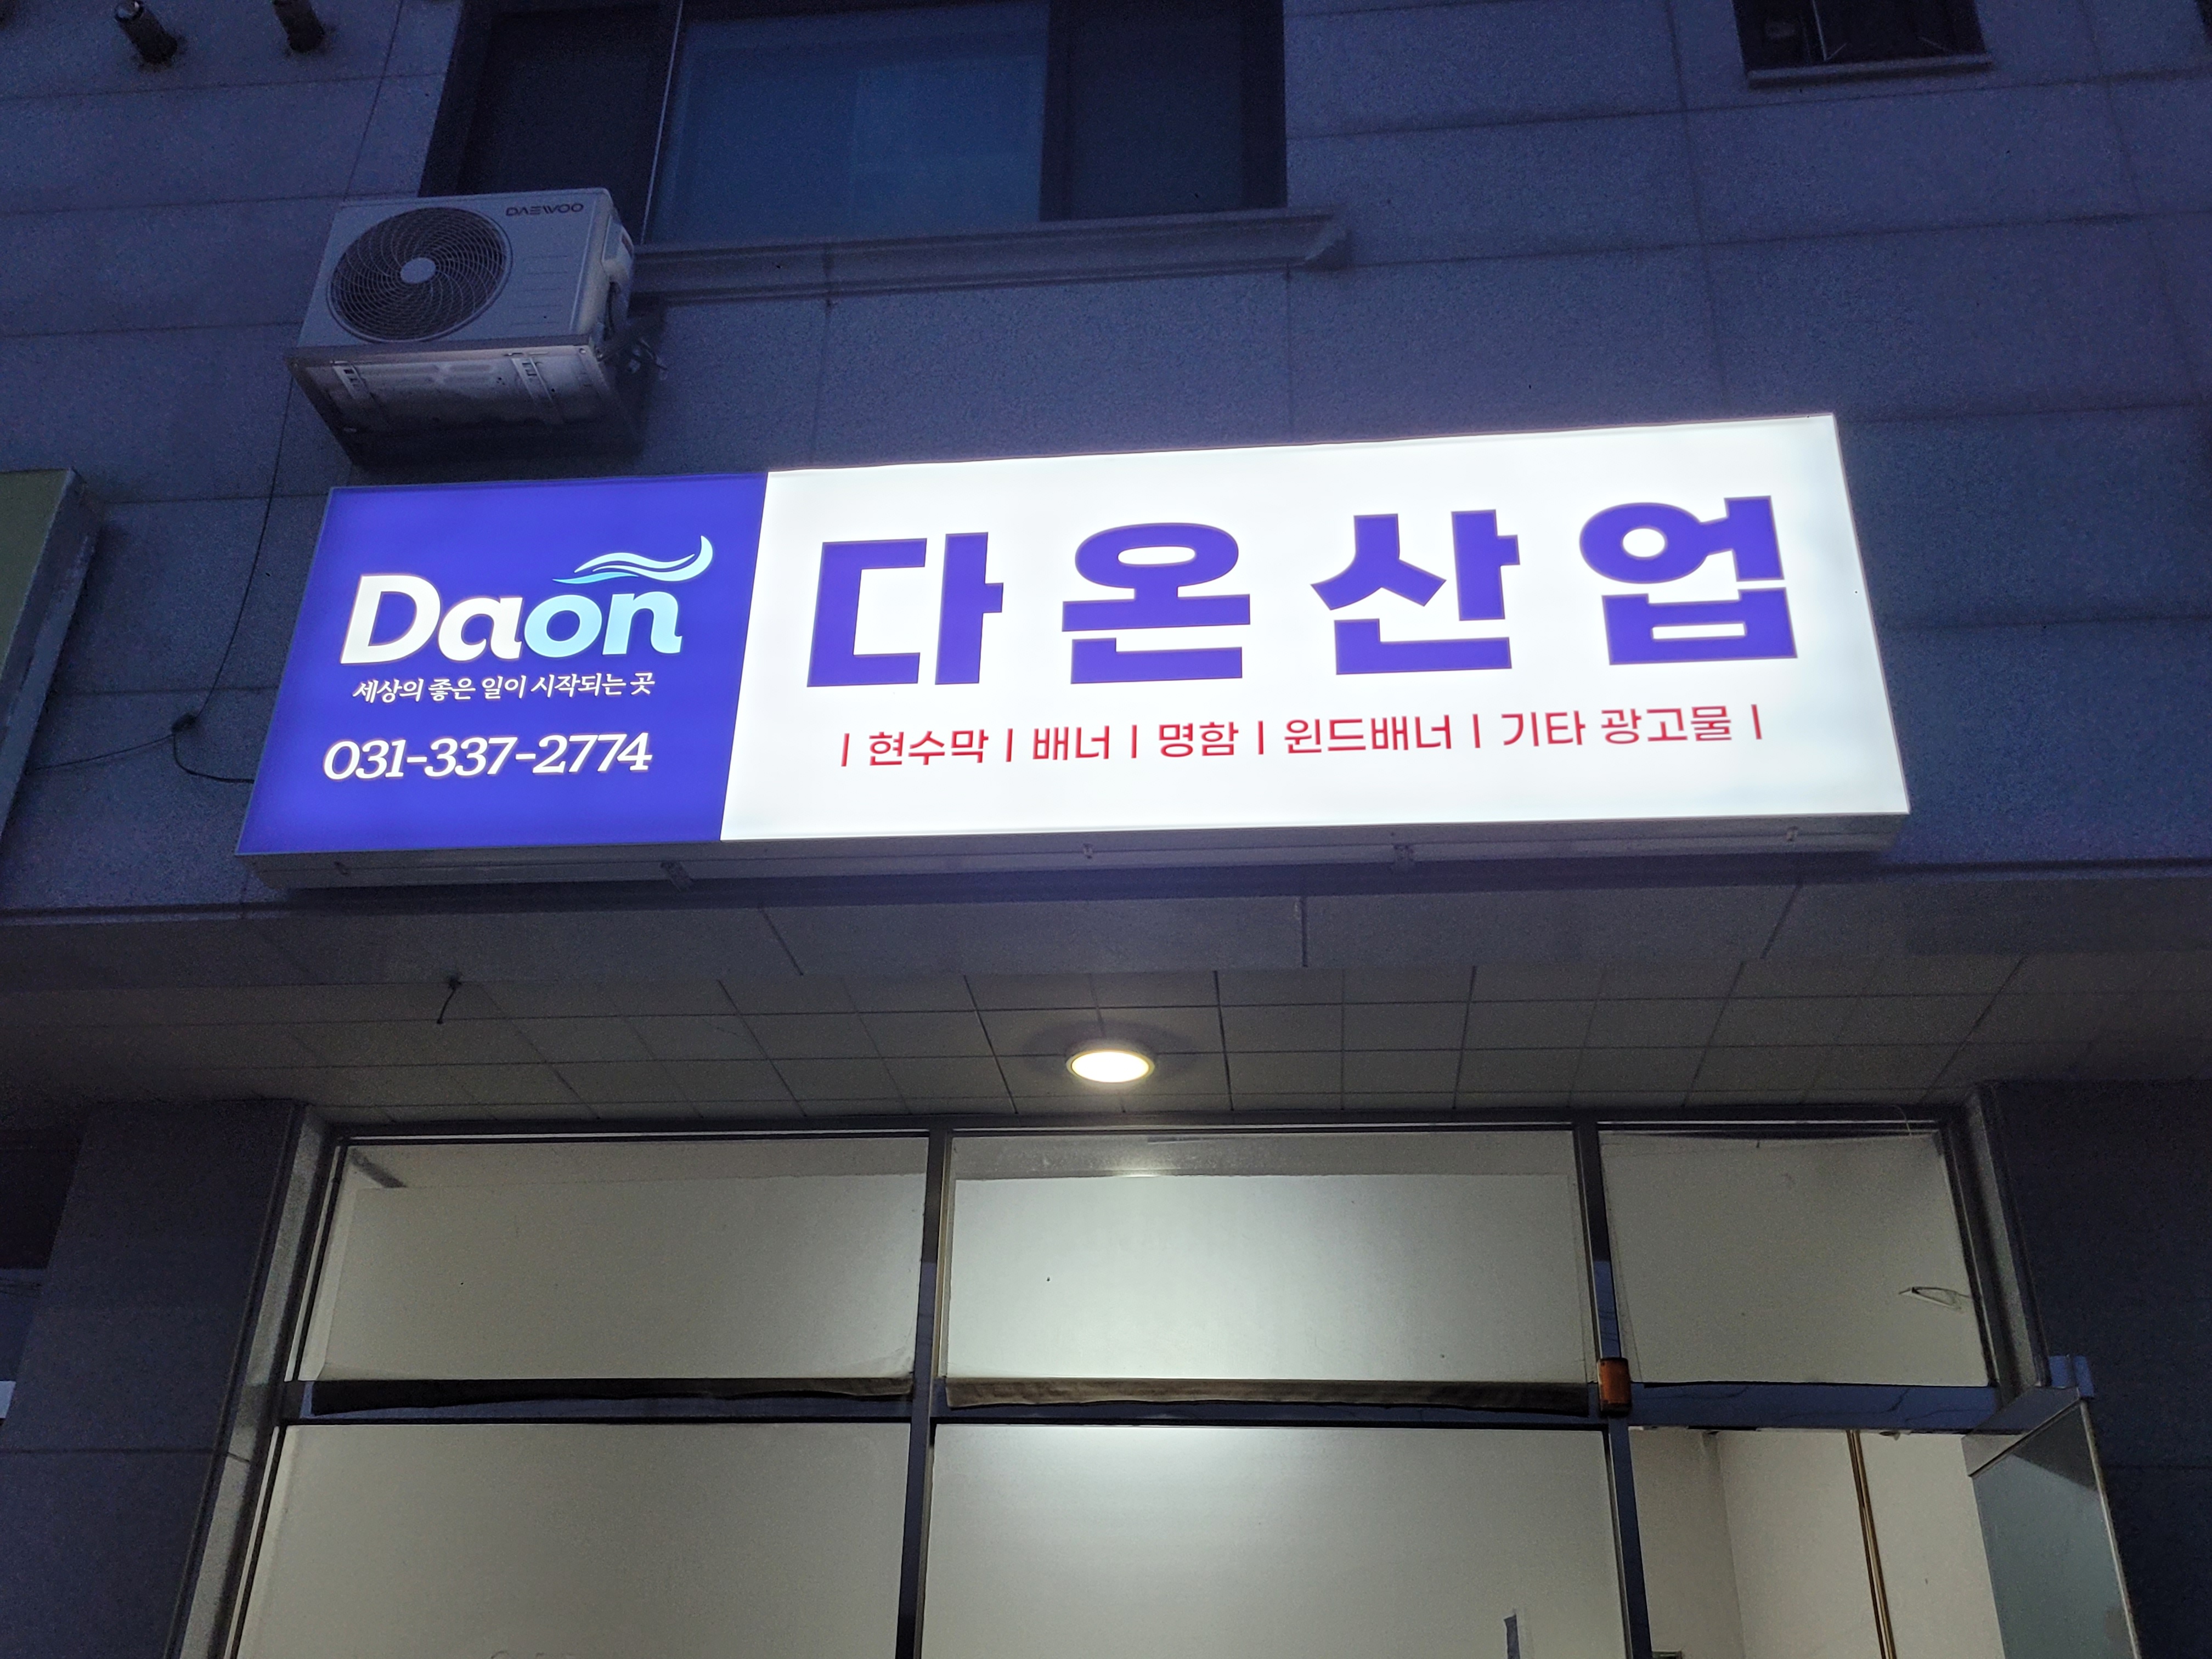 DAEWOO
Daon
세상의 좋은 일이 시작되는 곳
031-337-2774
다온산업
| 현수막 | 배너 | 명함 | 윈드배너 | 기타 광고물 |